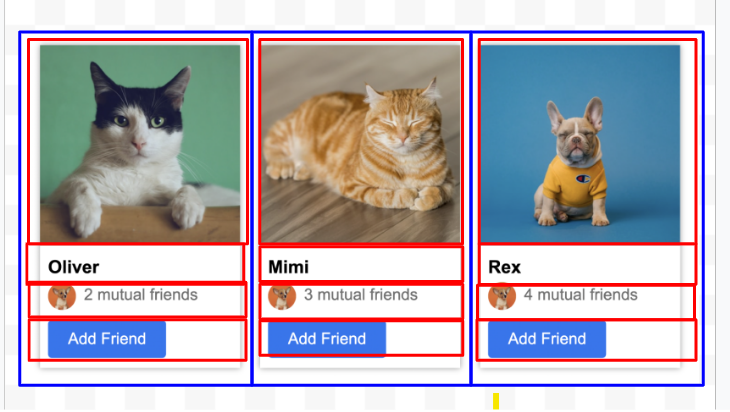 Oliver
2 mutual friends
Add Friend
Mimi
3 mutual friends
Add Friend
Rex
4 mutual friends
Add Friend